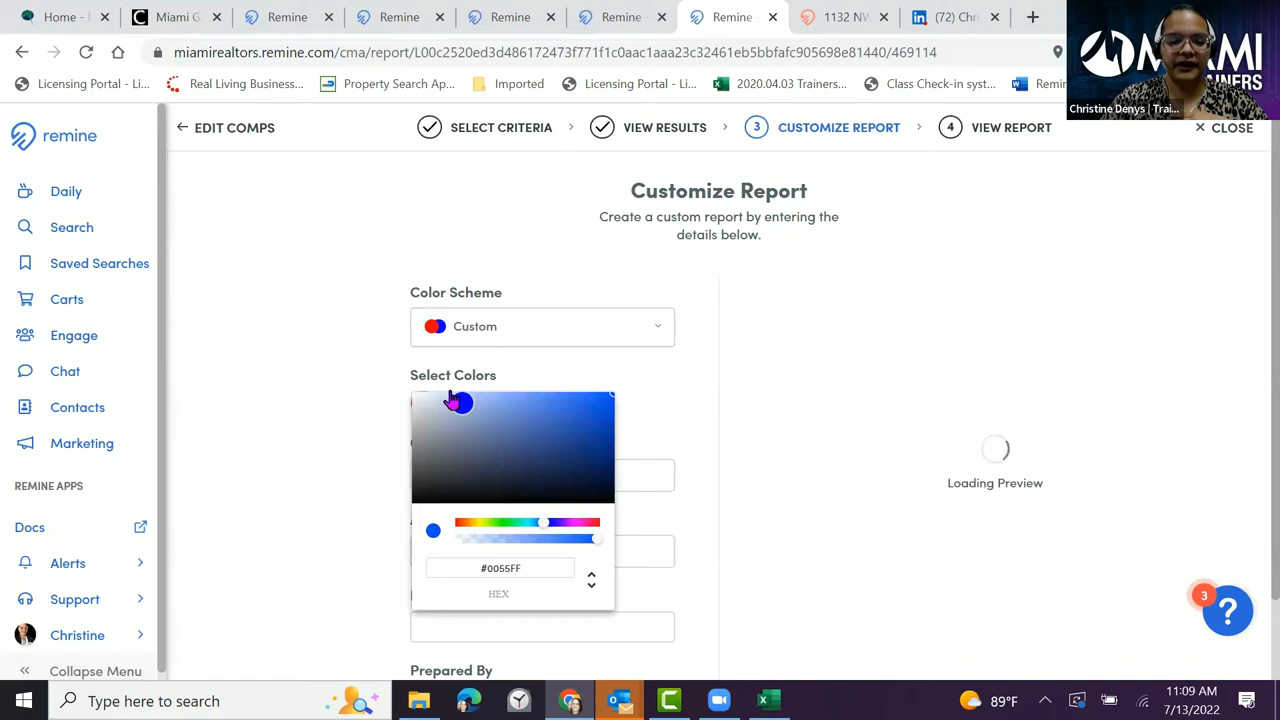 Home -
Miami G
Remine
Remine
Remine
Remine
Remine
1132 NW
(72) Chri
miamirealtors.remine.com/cma/report/L00c2520ed3d486172473f771f1c0aac1aaa23c32461eb5bbfafc905698e81440/469114
Licensing Portal - Li...
Real Living Business...
Property Search Ap...
Importe
Licensing Portal - Li...
2020.04.03 Trainers...
Class Check-in syst...
MIAMI
Christine Denys | Trai...
remine
EDIT COMPS
SELECT CRITERIA
VIEW RESULTS
3 CUSTOMIZE REPORT
4 VIEW REPORT
CLOSE
Daily
Search
Saved Searches
Carts
Engage
Chat
Contacts
Marketing
REMINE APPS
Docs
Alerts
Support
Christine
Collapse Menu
Customize Report
Create a custom report by entering the
details below.
Color Scheme
Custom
Select Colors
#0055FF
HEX
Prepared By
Loading Preview
3
?
Type here to search
89°F
11:09 AM
7/13/2022